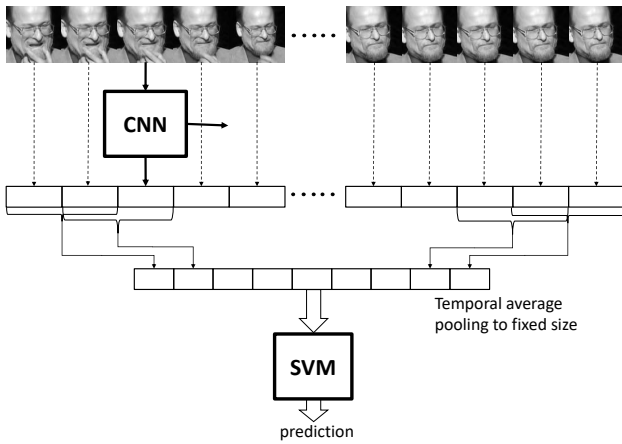 CNN
Temporal average
pooling to fixed size
SVM
prediction